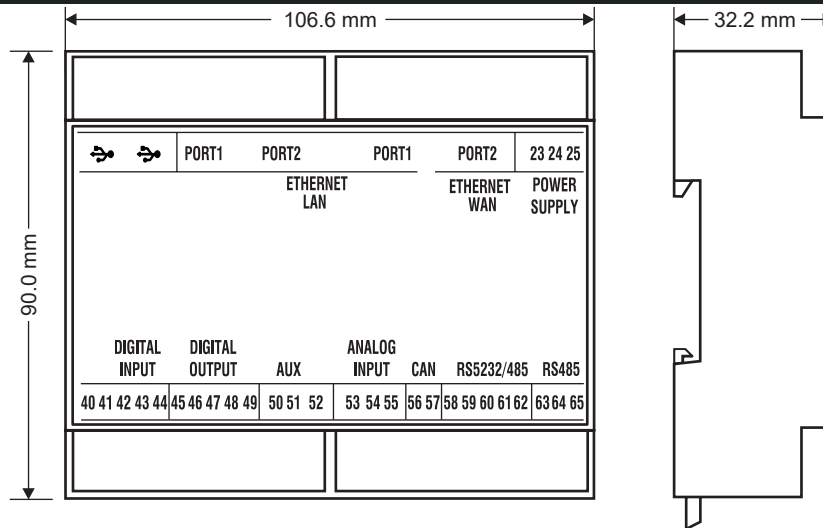 106.6 mm
32.2 mm
90.0 mm
PORT1 PORT2 PORT1 PORT2 23 24 25
ETHERNET LAN
ETHERNET WAN
POWER SUPPLY
DIGITAL INPUT
DIGITAL OUTPUT
AUX
ANALOG INPUT
CAN
RS5232/485
RS485
40 41 42 43 44 45 46 47 48 49 50 51 52 53 54 55 56 57 58 59 60 61 62 63 64 65